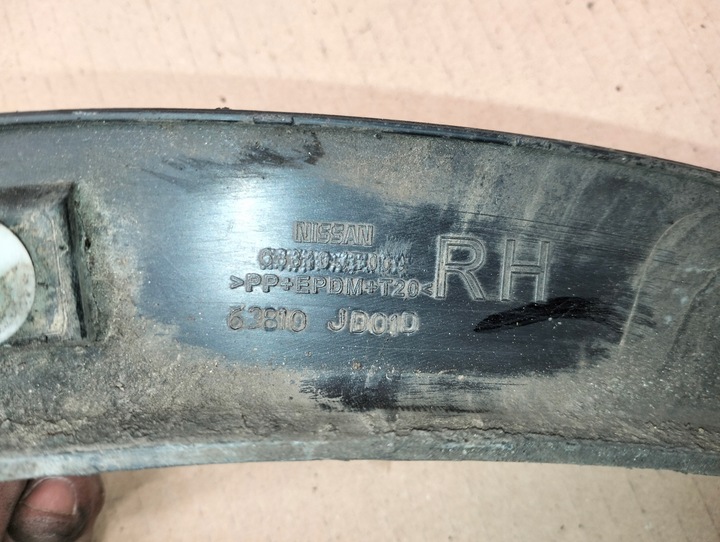 NISSAN
>PP+EPDM+T20<
RH
63810 JD01D